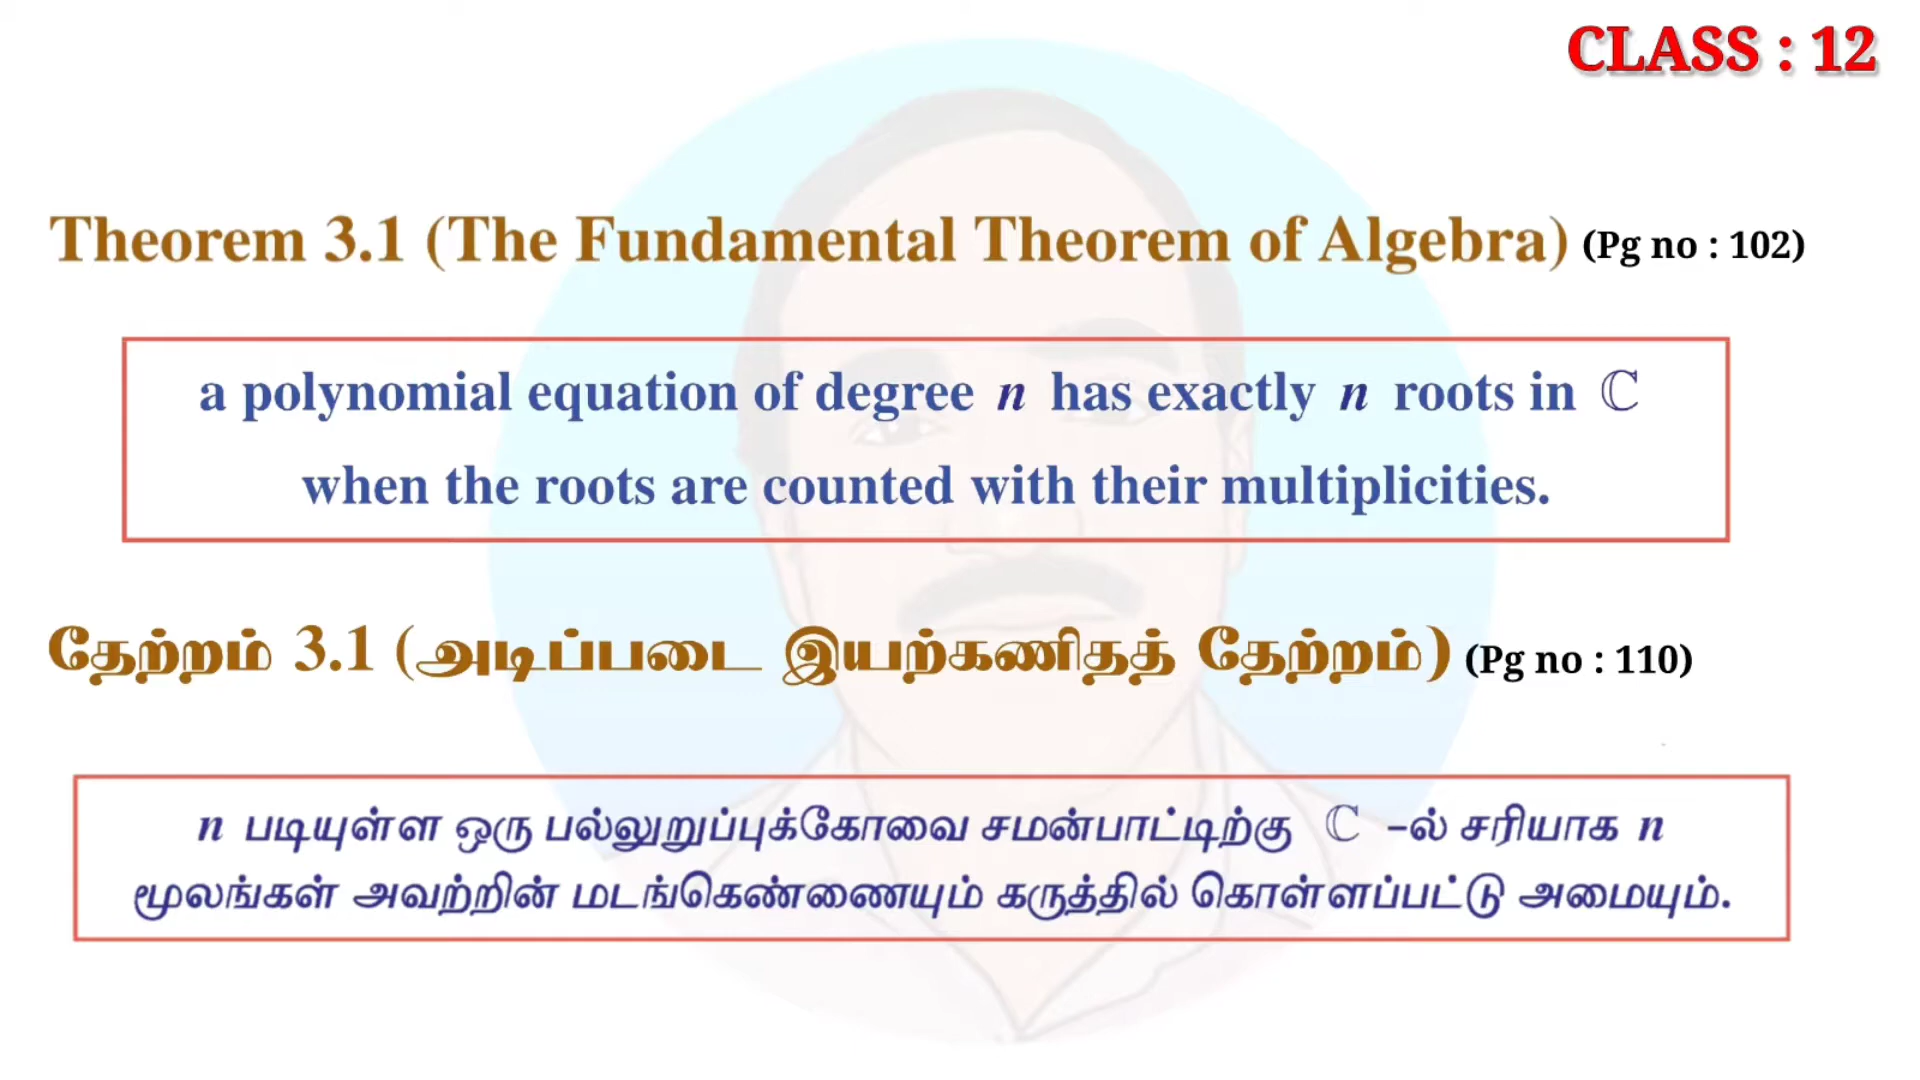 CLASS : 12
Theorem 3.1 (The Fundamental Theorem of Algebra) (Pg no : 102)
a polynomial equation of degree n has exactly n roots in ℂ
when the roots are counted with their multiplicities.
தேற்றம் 3.1 (அடிப்படை இயற்கணிதத் தேற்றம்) (Pg no : 110)
n படியுள்ள ஒரு பல்லுறுப்புக்கோவை சமன்பாட்டிற்கு ℂ –ல் சரியாக n
மூலங்கள் அவற்றின் மடங்கெண்ணையும் கருத்தில் கொள்ளப்பட்டு அமையும்.